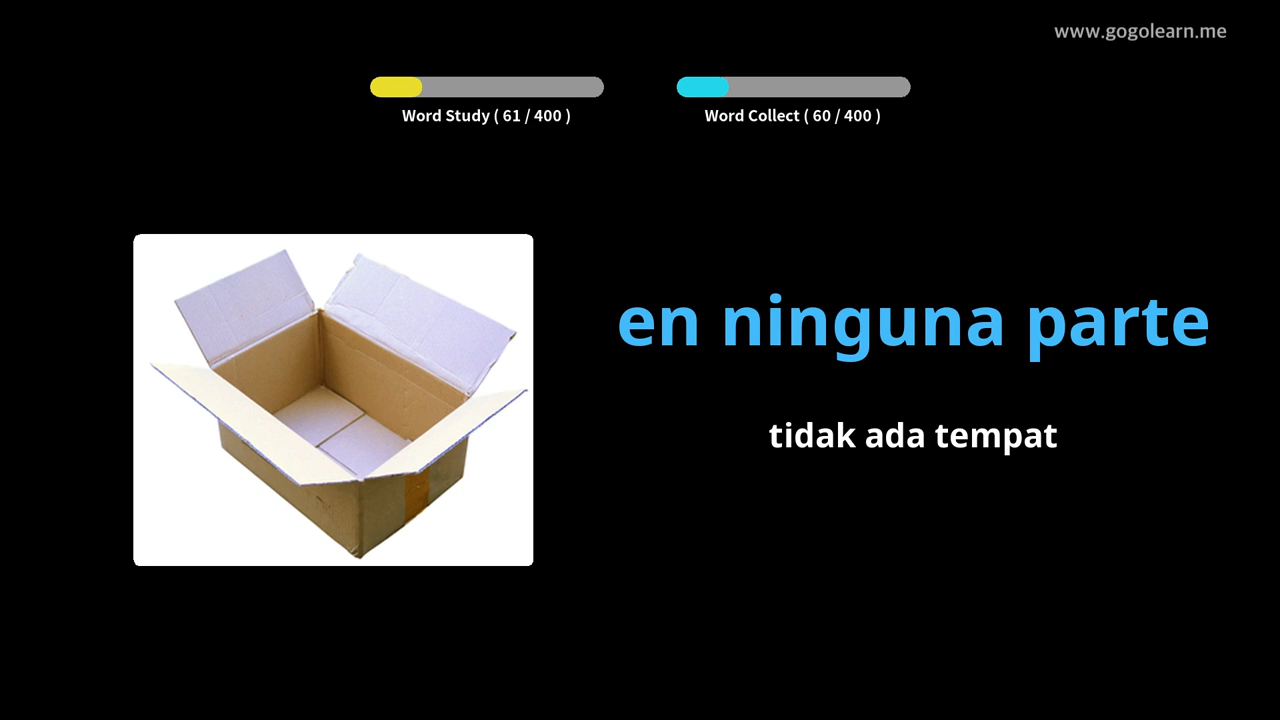 www.gogolearn.me
Word Study ( 61 / 400 )
Word Collect ( 60 / 400 )
en ninguna parte
tidak ada tempat